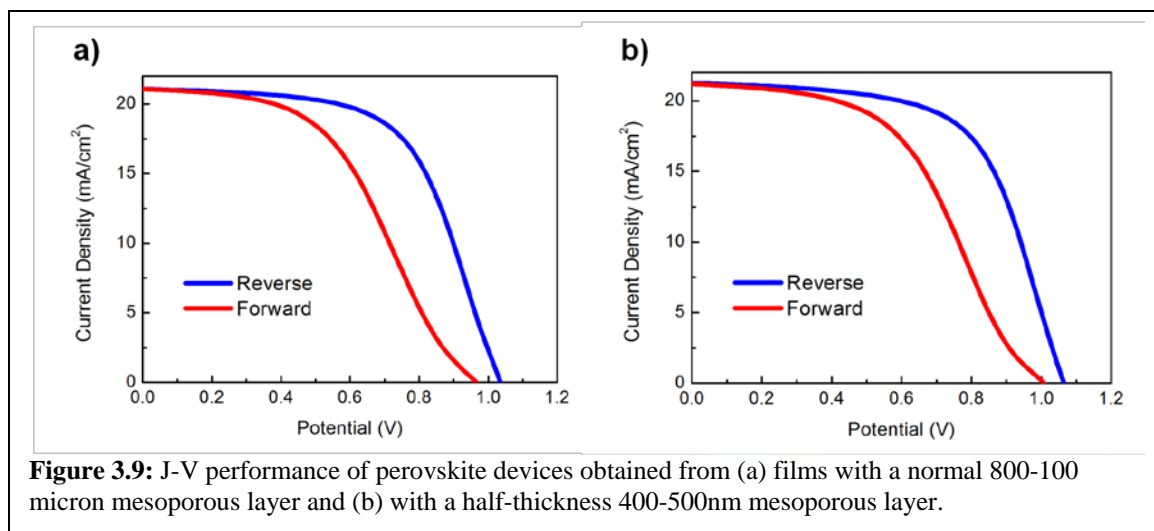 a)
Current Density (mA/cm²)
20
15
10
5
0
Reverse
Forward
0.0 0.2 0.4 0.6 0.8 1.0 1.2
Potential (V)
b)
Current Density (mA/cm²)
20
15
10
5
0
Reverse
Forward
0.0 0.2 0.4 0.6 0.8 1.0 1.2
Potential (V)
Figure 3.9: J-V performance of perovskite devices obtained from (a) films with a normal 800-100
micron mesoporous layer and (b) with a half-thickness 400-500nm mesoporous layer.